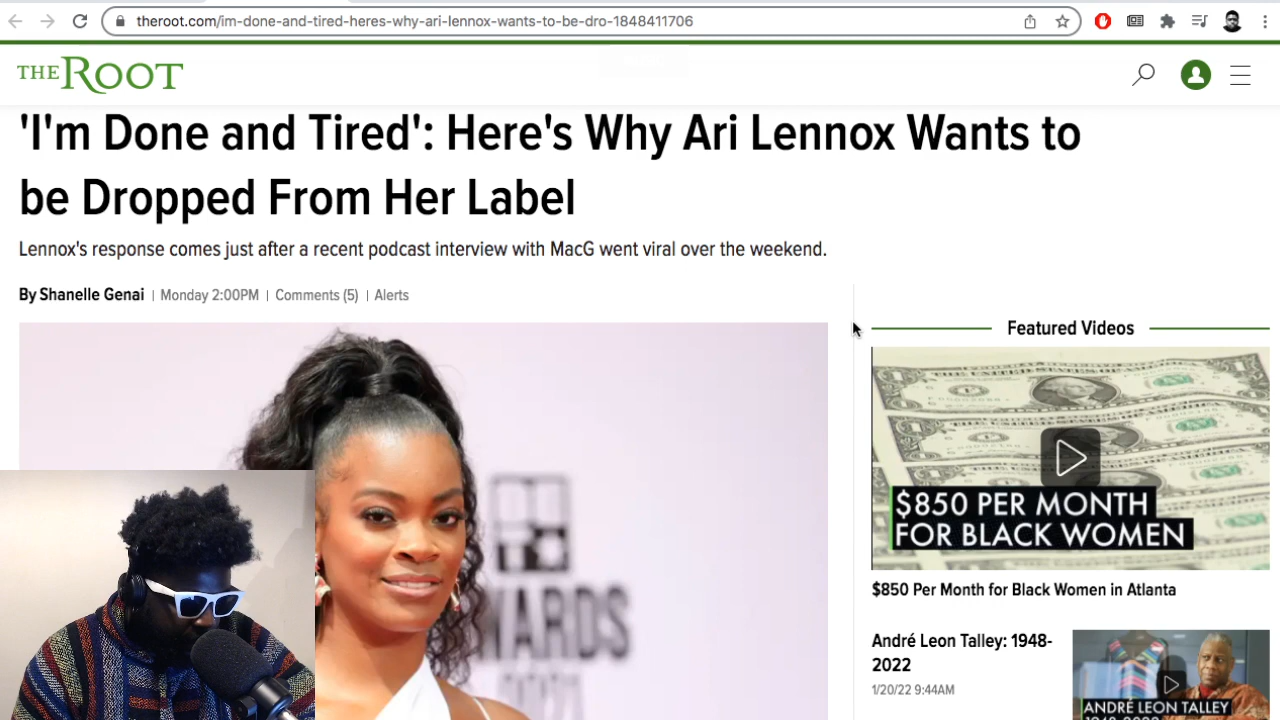 theroot.com/im-done-and-tired-heres-why-ari-lennox-wants-to-be-dro-1848411706
THE ROOT
'I'm Done and Tired': Here's Why Ari Lennox Wants to
be Dropped From Her Label
Lennox's response comes just after a recent podcast interview with MacG went viral over the weekend.
By Shanelle Genai | Monday 2:00PM | Comments (5) | Alerts
Featured Videos
$850 PER MONTH
FOR BLACK WOMEN
$850 Per Month for Black Women in Atlanta
André Leon Talley: 1948-
2022
1/20/22 9:44AM
ANDRÉ LEON TALLEY